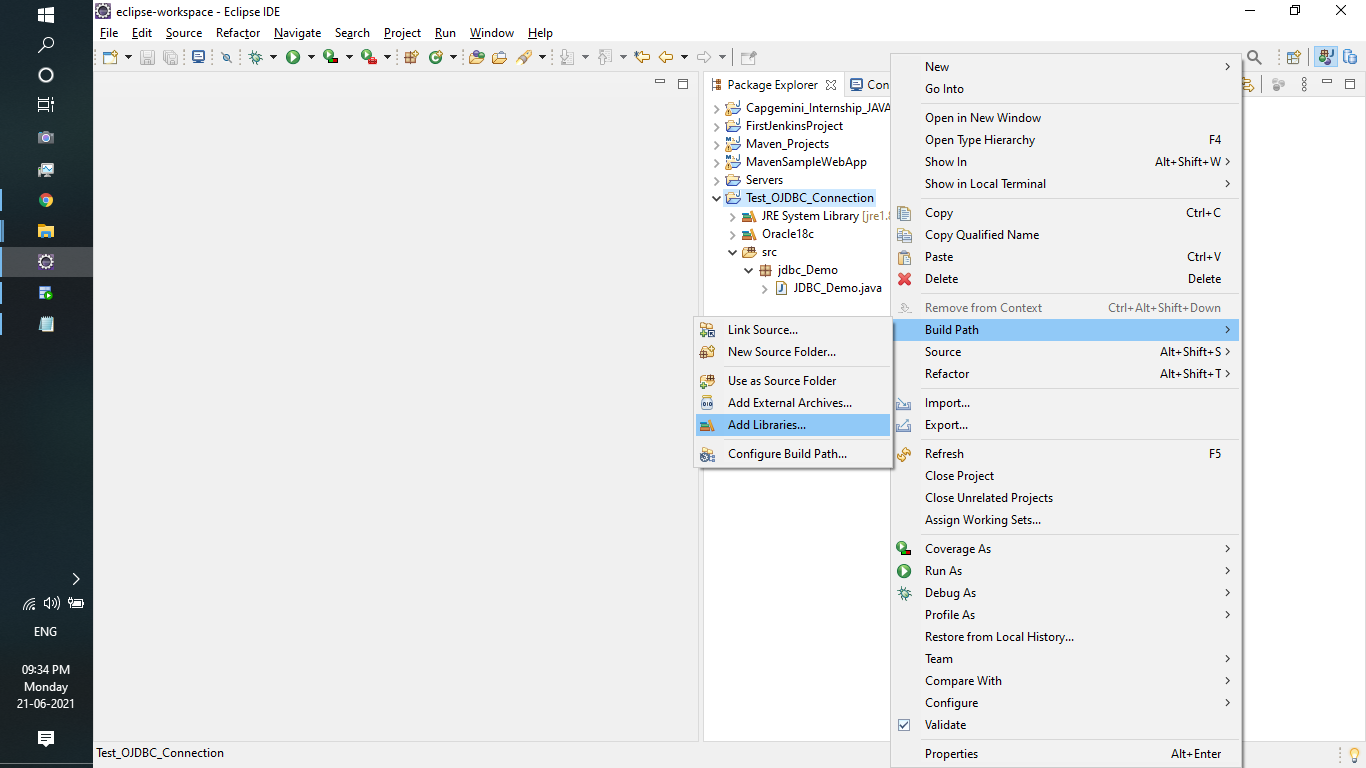 eclipse-workspace - Eclipse IDE
File Edit Source Refactor Navigate Search Project Run Window Help
Package Explorer
Con
Capgemini_Internship_JAVA
FirstJenkinsProject
Maven_Projects
MavenSampleWebApp
Servers
Test_OJDBC_Connection
JRE System Library [jre1.8
Oracle18c
src
jdbc_Demo
JDBC_Demo.java
Link Source...
New Source Folder...
Use as Source Folder
Add External Archives...
Add Libraries...
Configure Build Path...
New
Go Into
Open in New Window
Open Type Hierarchy F4
Show In Alt+Shift+W
Show in Local Terminal
Copy Ctrl+C
Copy Qualified Name
Paste Ctrl+V
Delete Delete
Remove from Context Ctrl+Alt+Shift+Down
Build Path
Source Alt+Shift+S
Refactor Alt+Shift+T
Import...
Export...
Refresh F5
Close Project
Close Unrelated Projects
Assign Working Sets...
Coverage As
Run As
Debug As
Profile As
Restore from Local History...
Team
Compare With
Configure
Validate
Properties Alt+Enter
ENG
09:34 PM
Monday
21-06-2021
Test_OJDBC_Connection